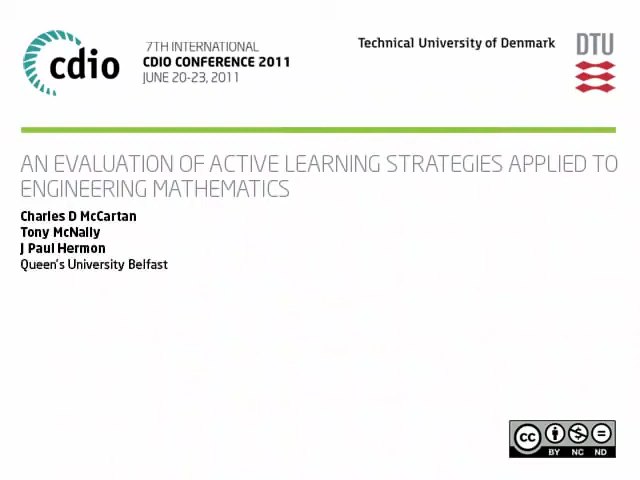 cdio
7TH INTERNATIONAL
CDIO CONFERENCE 2011
JUNE 20-23, 2011
Technical University of Denmark
DTU
AN EVALUATION OF ACTIVE LEARNING STRATEGIES APPLIED TO
ENGINEERING MATHEMATICS
Charles D McCartan
Tony McNally
J Paul Hermon
Queen's University Belfast
cc
BY NC ND